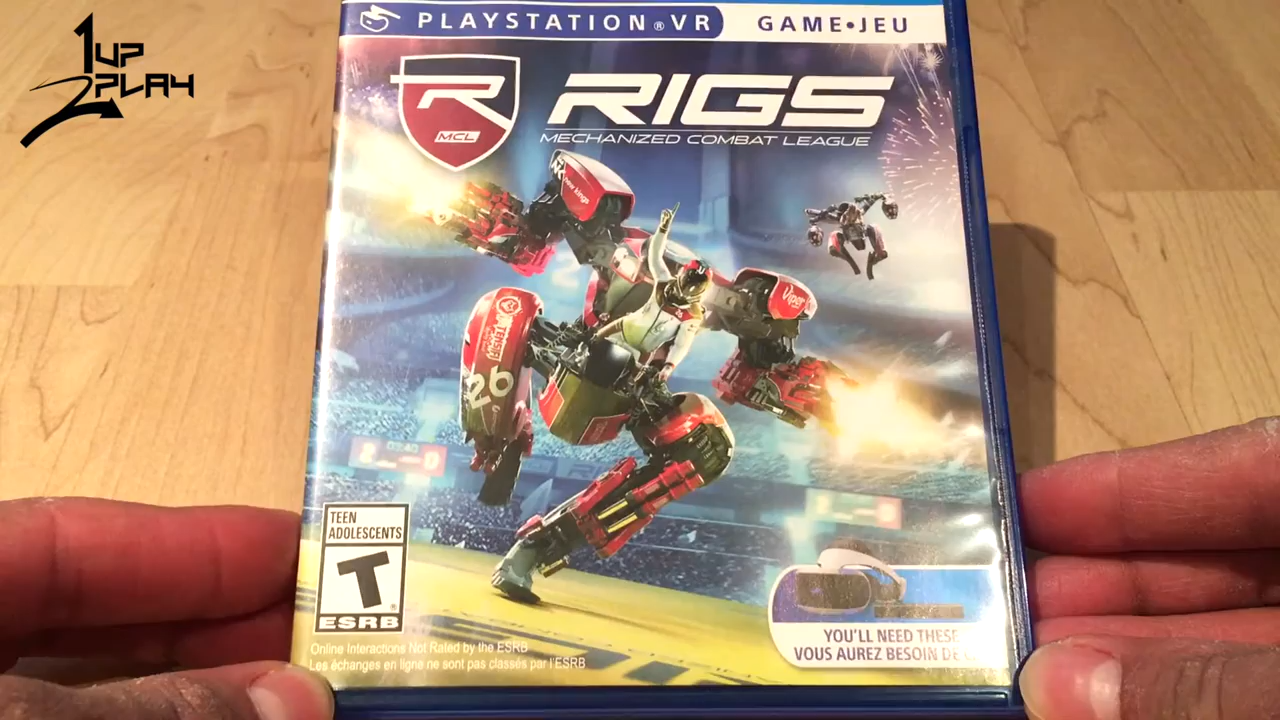 1UP
2PLAY
PLAYSTATION®VR
GAME•JEU
R
MCL
RIGS
MECHANIZED COMBAT LEAGUE
new kings
Viper
26
TEEN
ADOLESCENTS
T
ESRB
Online Interactions Not Rated by the ESRB
Les échanges en ligne ne sont pas classés par l'ESRB
YOU'LL NEED THESE
VOUS AUREZ BESOIN DE